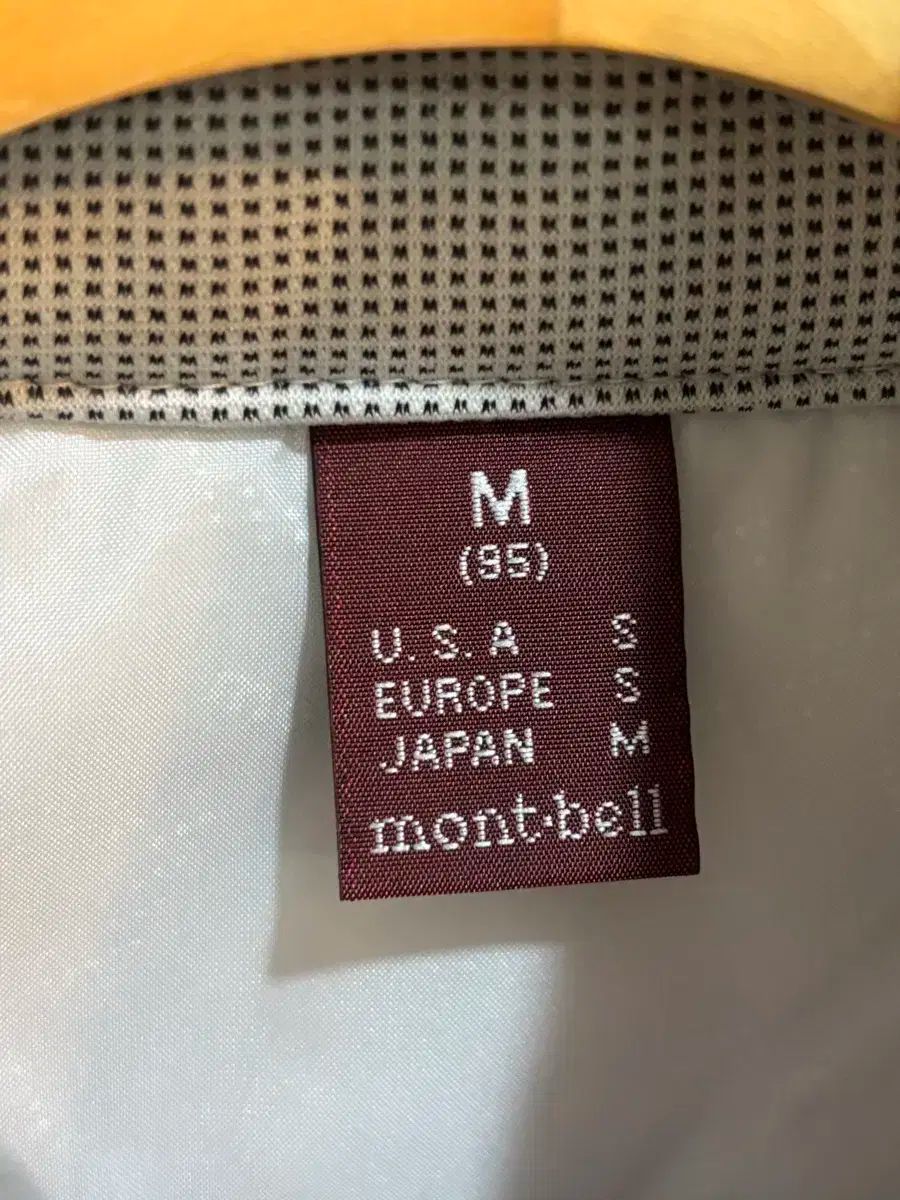 M
(95)
U.S.A S
EUROPE S
JAPAN M
mont·bell